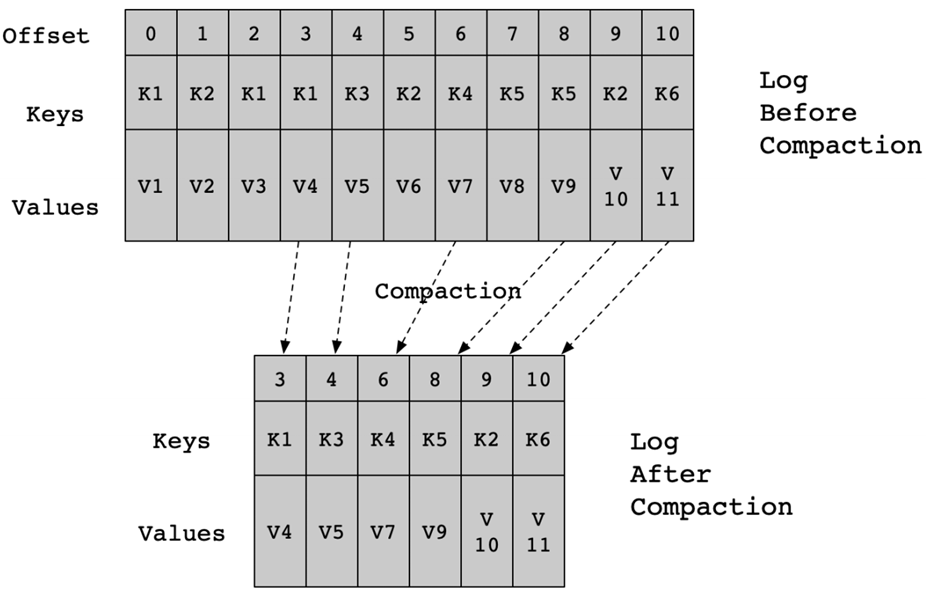 Offset 0 1 2 3 4 5 6 7 8 9 10
Keys K1 K2 K1 K1 K3 K2 K4 K5 K5 K2 K6
Log
Before
Compaction
Values V1 V2 V3 V4 V5 V6 V7 V8 V9 V
10 V
11
Compaction
3 4 6 8 9 10
Keys K1 K3 K4 K5 K2 K6
Log
After
Compaction
Values V4 V5 V7 V9 V
10 V
11